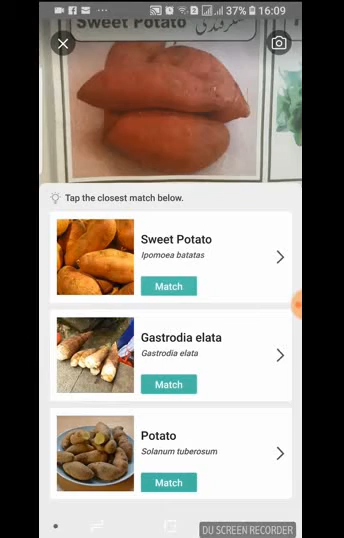 37% 16:09
Sweet Potato شکرقندی
Tap the closest match below.
Sweet Potato
Ipomoea batatas
Match
Gastrodia elata
Gastrodia elata
Match
Potato
Solanum tuberosum
Match
DU SCREEN RECORDER